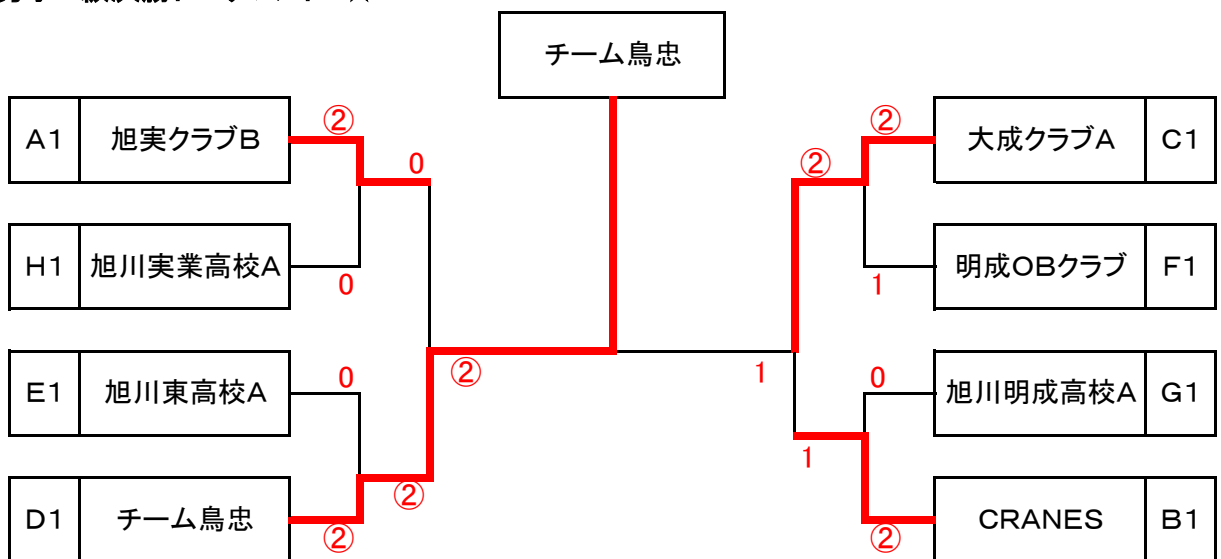 チーム鳥忠
A1 旭実クラブB ②
② 大成クラブA C1
0
②
H1 旭川実業高校A 0
1 明成OBクラブ F1
②
1
E1 旭川東高校A 0
0 旭川明成高校A G1
②
1
D1 チーム鳥忠 ②
② CRANES B1